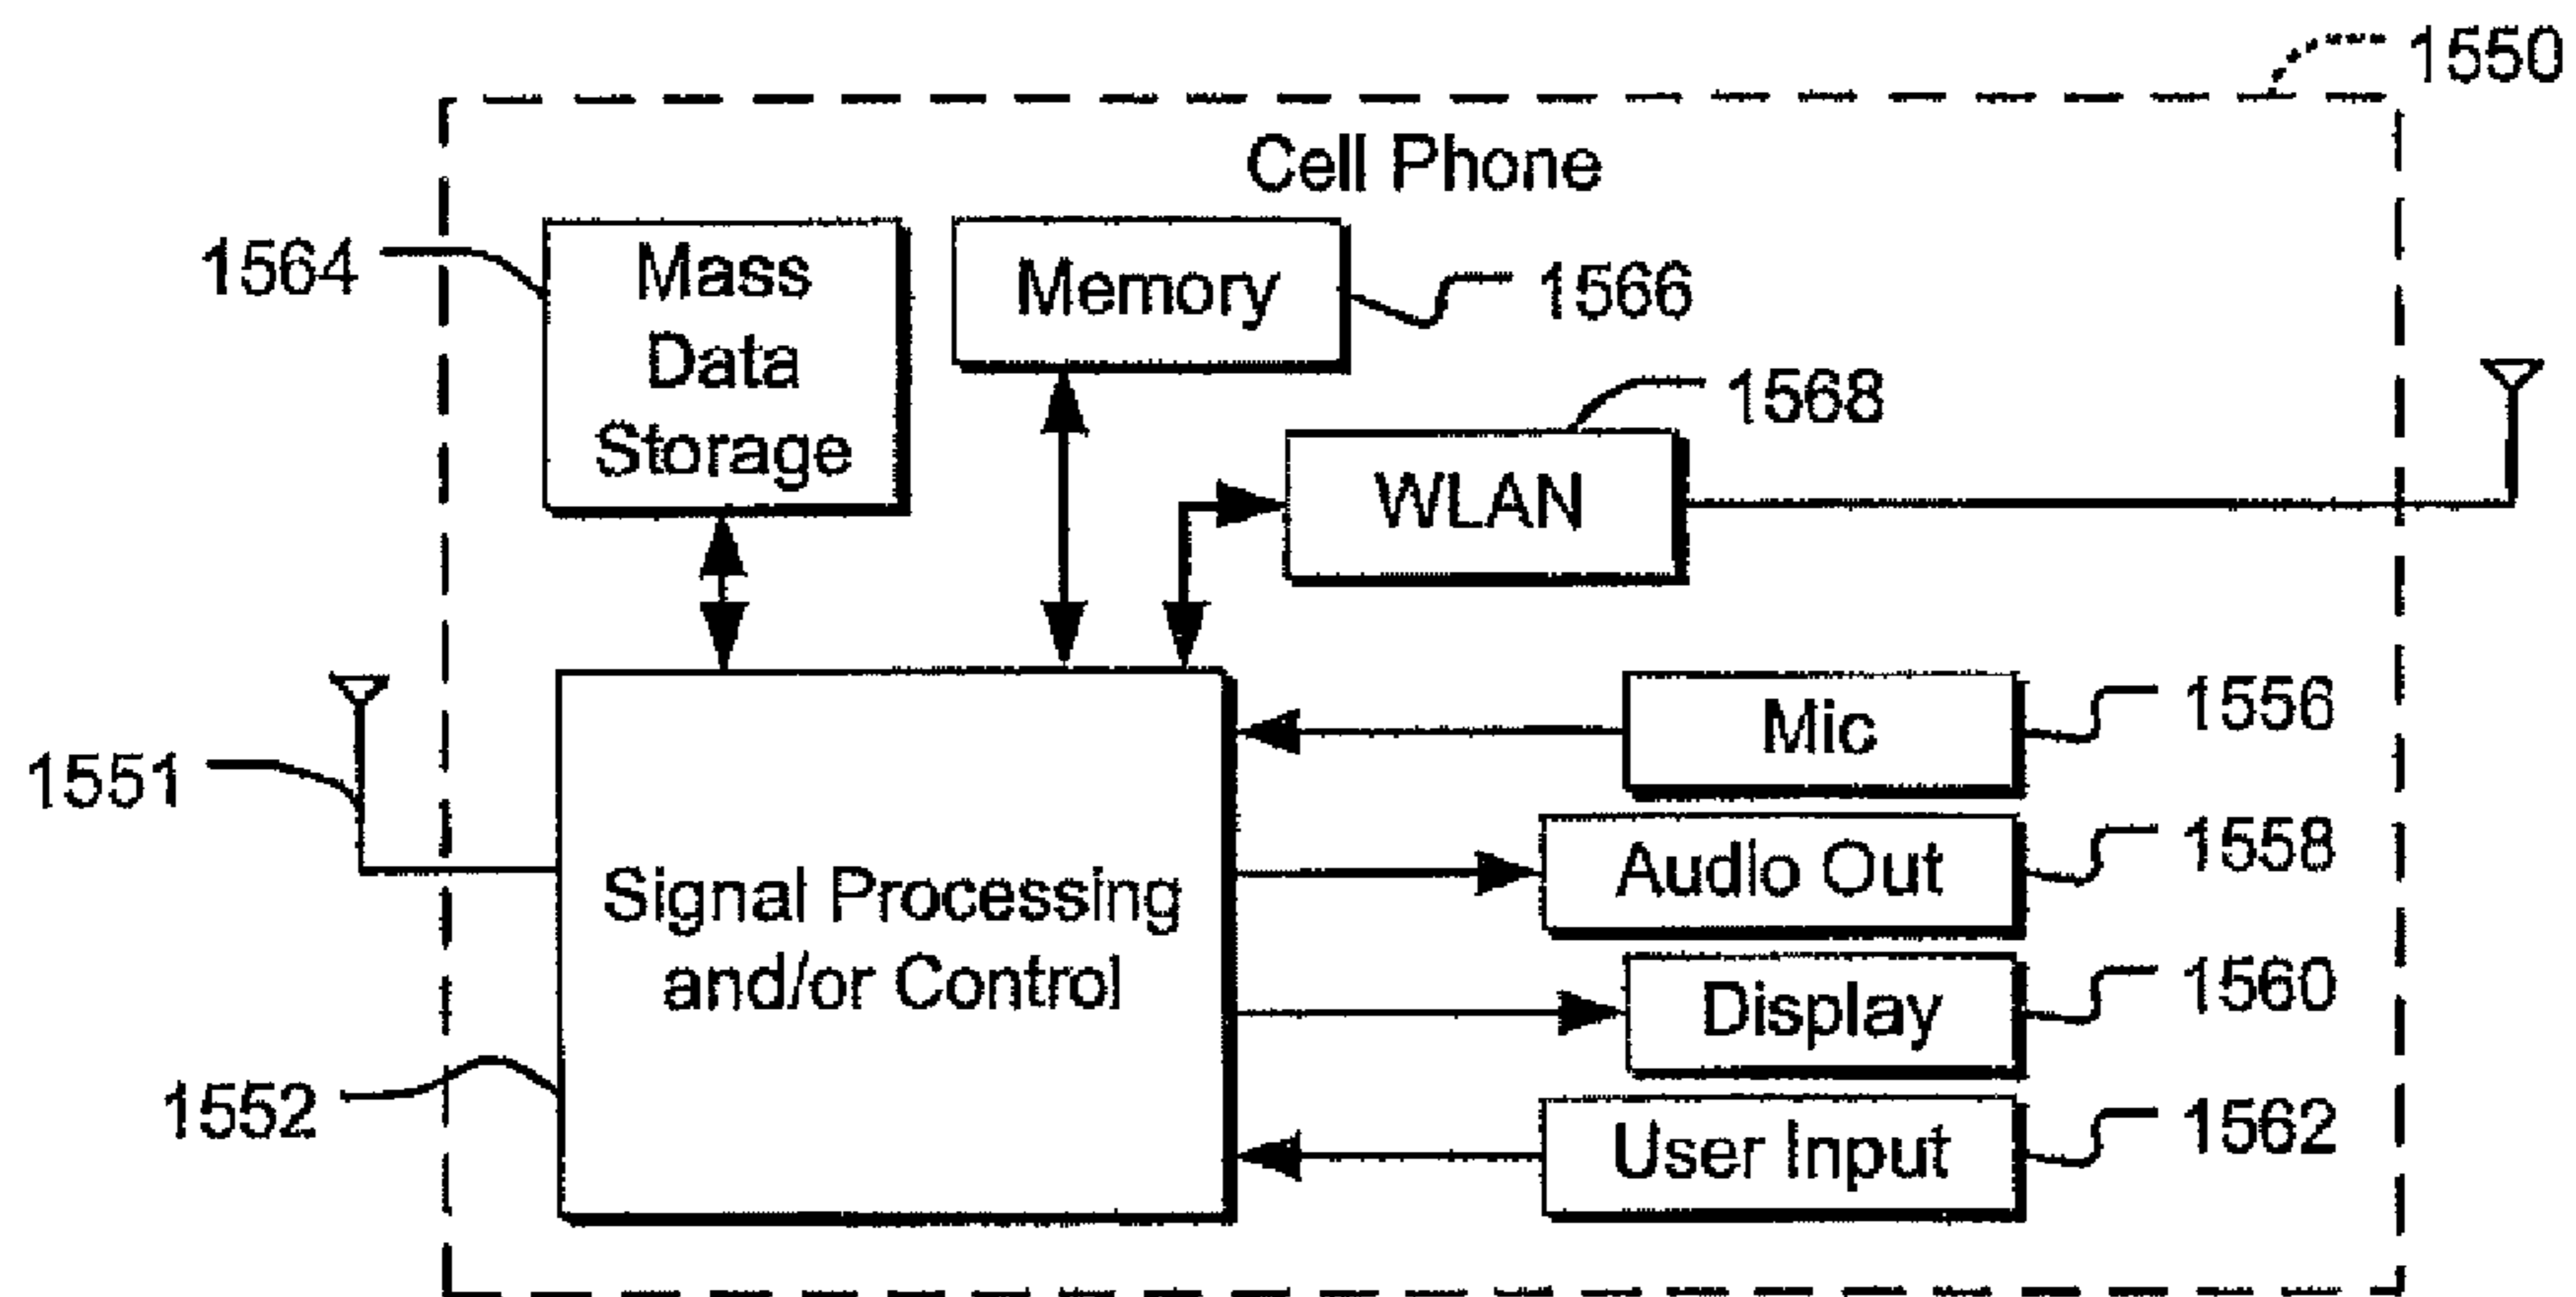 1550
Cell Phone
1564
Mass
Data
Storage
Memory
1566
1568
WLAN
1551
Signal Processing
and/or Control
1552
Mic
1556
Audio Out
1558
Display
1560
User Input
1562